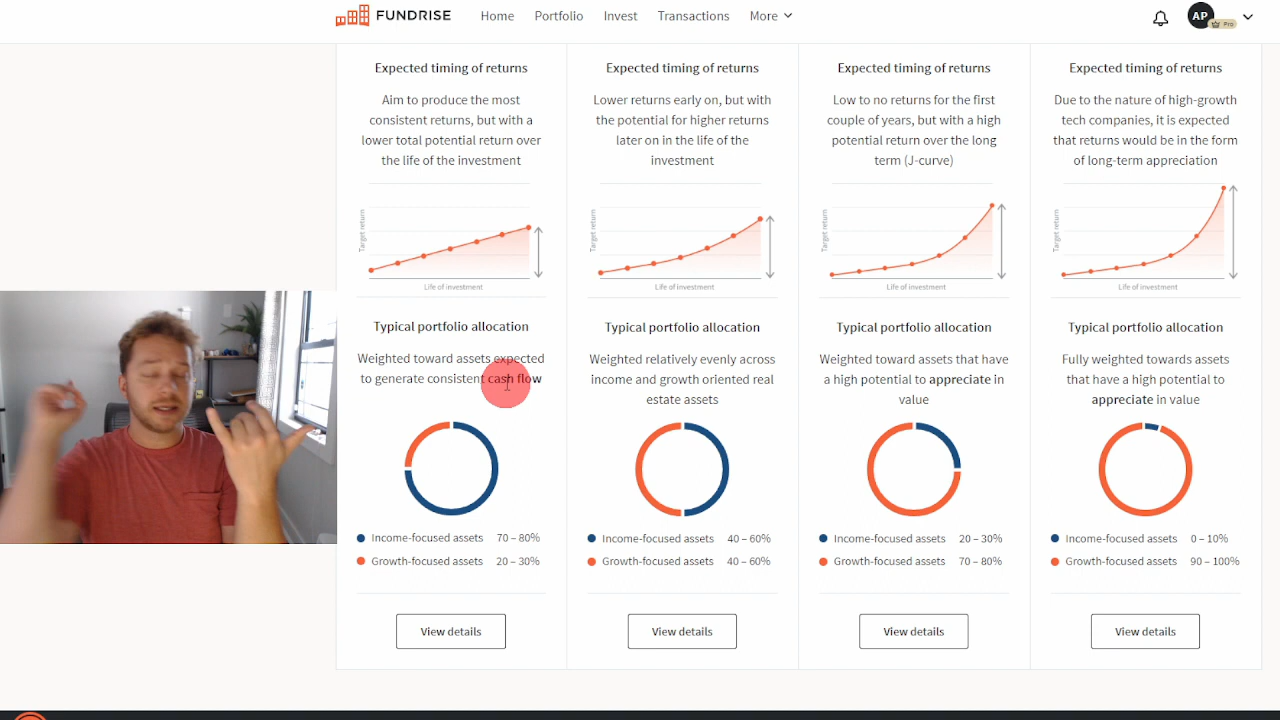 FUNDRISE
Home
Portfolio
Invest
Transactions
More
AP
Pro
Expected timing of returns
Aim to produce the most
consistent returns, but with a
lower total potential return over
the life of the investment
Target return
Life of investment
Typical portfolio allocation
Weighted toward assets expected
to generate consistent cash flow
Income-focused assets 70 – 80%
Growth-focused assets 20 – 30%
View details
Expected timing of returns
Lower returns early on, but with
the potential for higher returns
later on in the life of the
investment
Target return
Life of investment
Typical portfolio allocation
Weighted relatively evenly across
income and growth oriented real
estate assets
Income-focused assets 40 – 60%
Growth-focused assets 40 – 60%
View details
Expected timing of returns
Low to no returns for the first
couple of years, but with a high
potential return over the long
term (J-curve)
Target return
Life of investment
Typical portfolio allocation
Weighted toward assets that have
a high potential to appreciate in
value
Income-focused assets 20 – 30%
Growth-focused assets 70 – 80%
View details
Expected timing of returns
Due to the nature of high-growth
tech companies, it is expected
that returns would be in the form
of long-term appreciation
Target return
Life of investment
Typical portfolio allocation
Fully weighted towards assets
that have a high potential to
appreciate in value
Income-focused assets 0 – 10%
Growth-focused assets 90 – 100%
View details